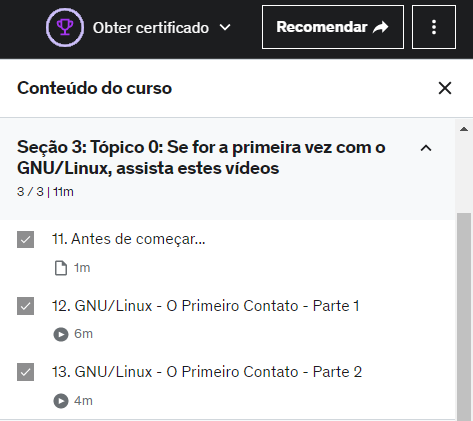 Obter certificado
Recomendar
Conteúdo do curso
Seção 3: Tópico 0: Se for a primeira vez com o
GNU/Linux, assista estes vídeos
3 / 3 | 11m
11. Antes de começar...
1m
12. GNU/Linux - O Primeiro Contato - Parte 1
6m
13. GNU/Linux - O Primeiro Contato - Parte 2
4m